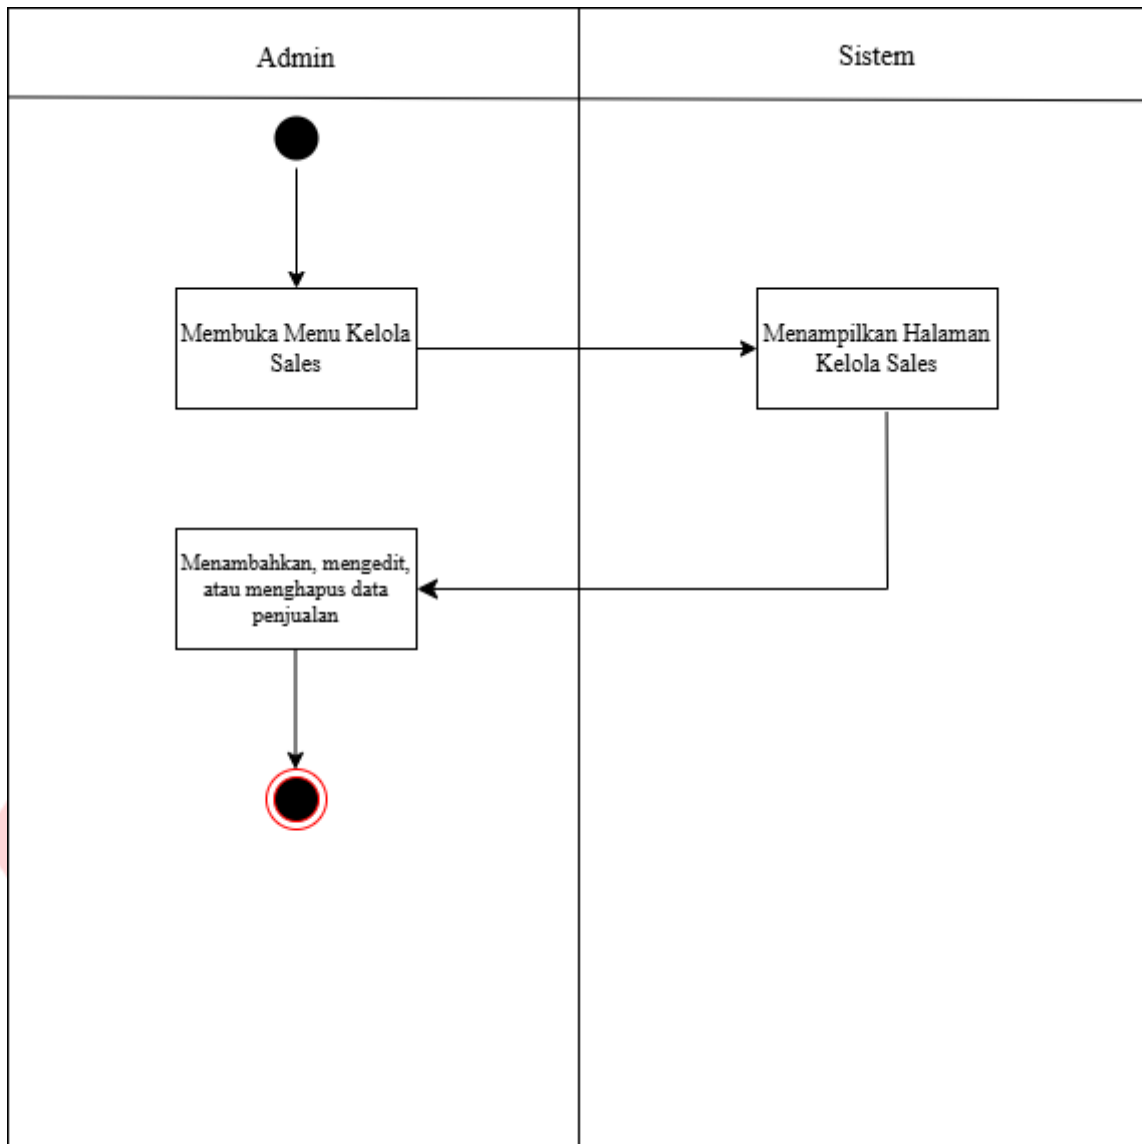 Admin
Sistem
Membuka Menu Kelola
Sales
Menampilkan Halaman
Kelola Sales
Menambahkan, mengedit,
atau menghapus data
penjualan